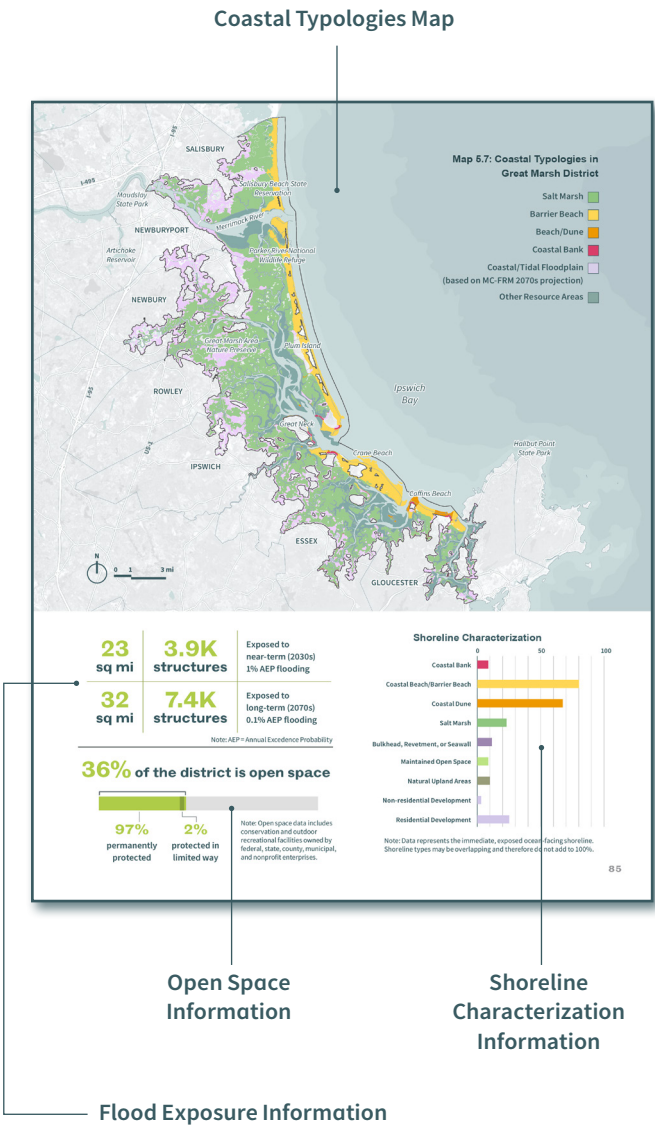 Coastal Typologies Map
SALISBURY
I-95
I-495
Maudslay
State Park
Salisbury Beach State
Reservation
Merrimack River
NEWBURYPORT
Artichoke
Reservoir
Parker River National
Wildlife Refuge
NEWBURY
Great Marsh Area
Nature Preserve
Plum Island
I-95
ROWLEY
US-1
Great Neck
IPSWICH
Ipswich
Bay
Crane Beach
Coffins Beach
Halibut Point
State Park
ESSEX
GLOUCESTER
N
0 1 3 mi
Map 5.7: Coastal Typologies in
Great Marsh District
Salt Marsh
Barrier Beach
Beach/Dune
Coastal Bank
Coastal/Tidal Floodplain
(based on MC-FRM 2070s projection)
Other Resource Areas
23
sq mi
3.9K
structures
Exposed to
near-term (2030s)
1% AEP flooding
32
sq mi
7.4K
structures
Exposed to
long-term (2070s)
0.1% AEP flooding
Note: AEP = Annual Excedence Probability
36% of the district is open space
97%
permanently
protected
2%
protected in
limited way
Note: Open space data includes
conservation and outdoor
recreational facilities owned by
federal, state, county, municipal,
and nonprofit enterprises.
Shoreline Characterization
0 50 100
Coastal Bank
Coastal Beach/Barrier Beach
Coastal Dune
Salt Marsh
Bulkhead, Revetment, or Seawall
Maintained Open Space
Natural Upland Areas
Non-residential Development
Residential Development
Note: Data represents the immediate, exposed ocean-facing shoreline.
Shoreline types may be overlapping and therefore do not add to 100%.
85
Open Space
Information
Shoreline
Characterization
Information
Flood Exposure Information